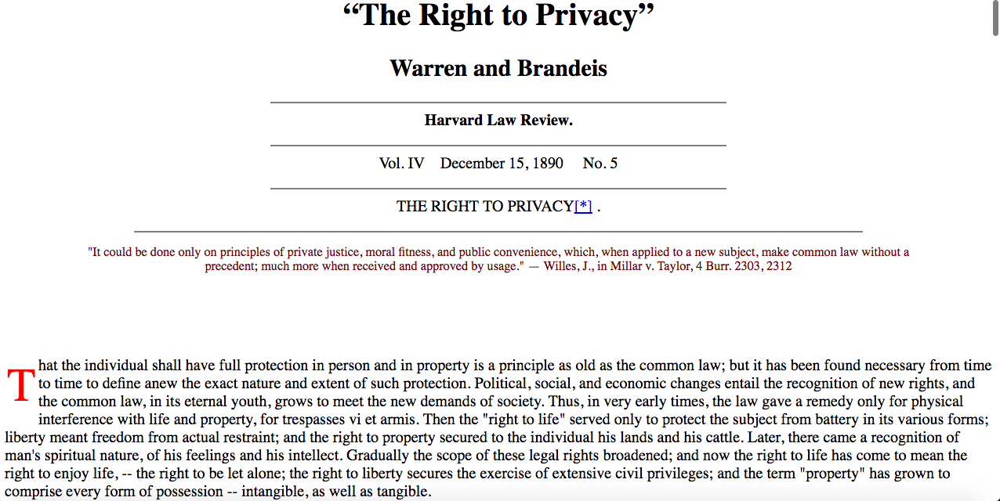 “The Right to Privacy”
Warren and Brandeis
Harvard Law Review.
Vol. IV December 15, 1890 No. 5
THE RIGHT TO PRIVACY[*] .
"It could be done only on principles of private justice, moral fitness, and public convenience, which, when applied to a new subject, make common law without a
precedent; much more when received and approved by usage." — Willes, J., in Millar v. Taylor, 4 Burr. 2303, 2312
That the individual shall have full protection in person and in property is a principle as old as the common law; but it has been found necessary from time
to time to define anew the exact nature and extent of such protection. Political, social, and economic changes entail the recognition of new rights, and
the common law, in its eternal youth, grows to meet the new demands of society. Thus, in very early times, the law gave a remedy only for physical
interference with life and property, for trespasses vi et armis. Then the "right to life" served only to protect the subject from battery in its various forms;
liberty meant freedom from actual restraint; and the right to property secured to the individual his lands and his cattle. Later, there came a recognition of
man's spiritual nature, of his feelings and his intellect. Gradually the scope of these legal rights broadened; and now the right to life has come to mean the
right to enjoy life, -- the right to be let alone; the right to liberty secures the exercise of extensive civil privileges; and the term "property" has grown to
comprise every form of possession -- intangible, as well as tangible.